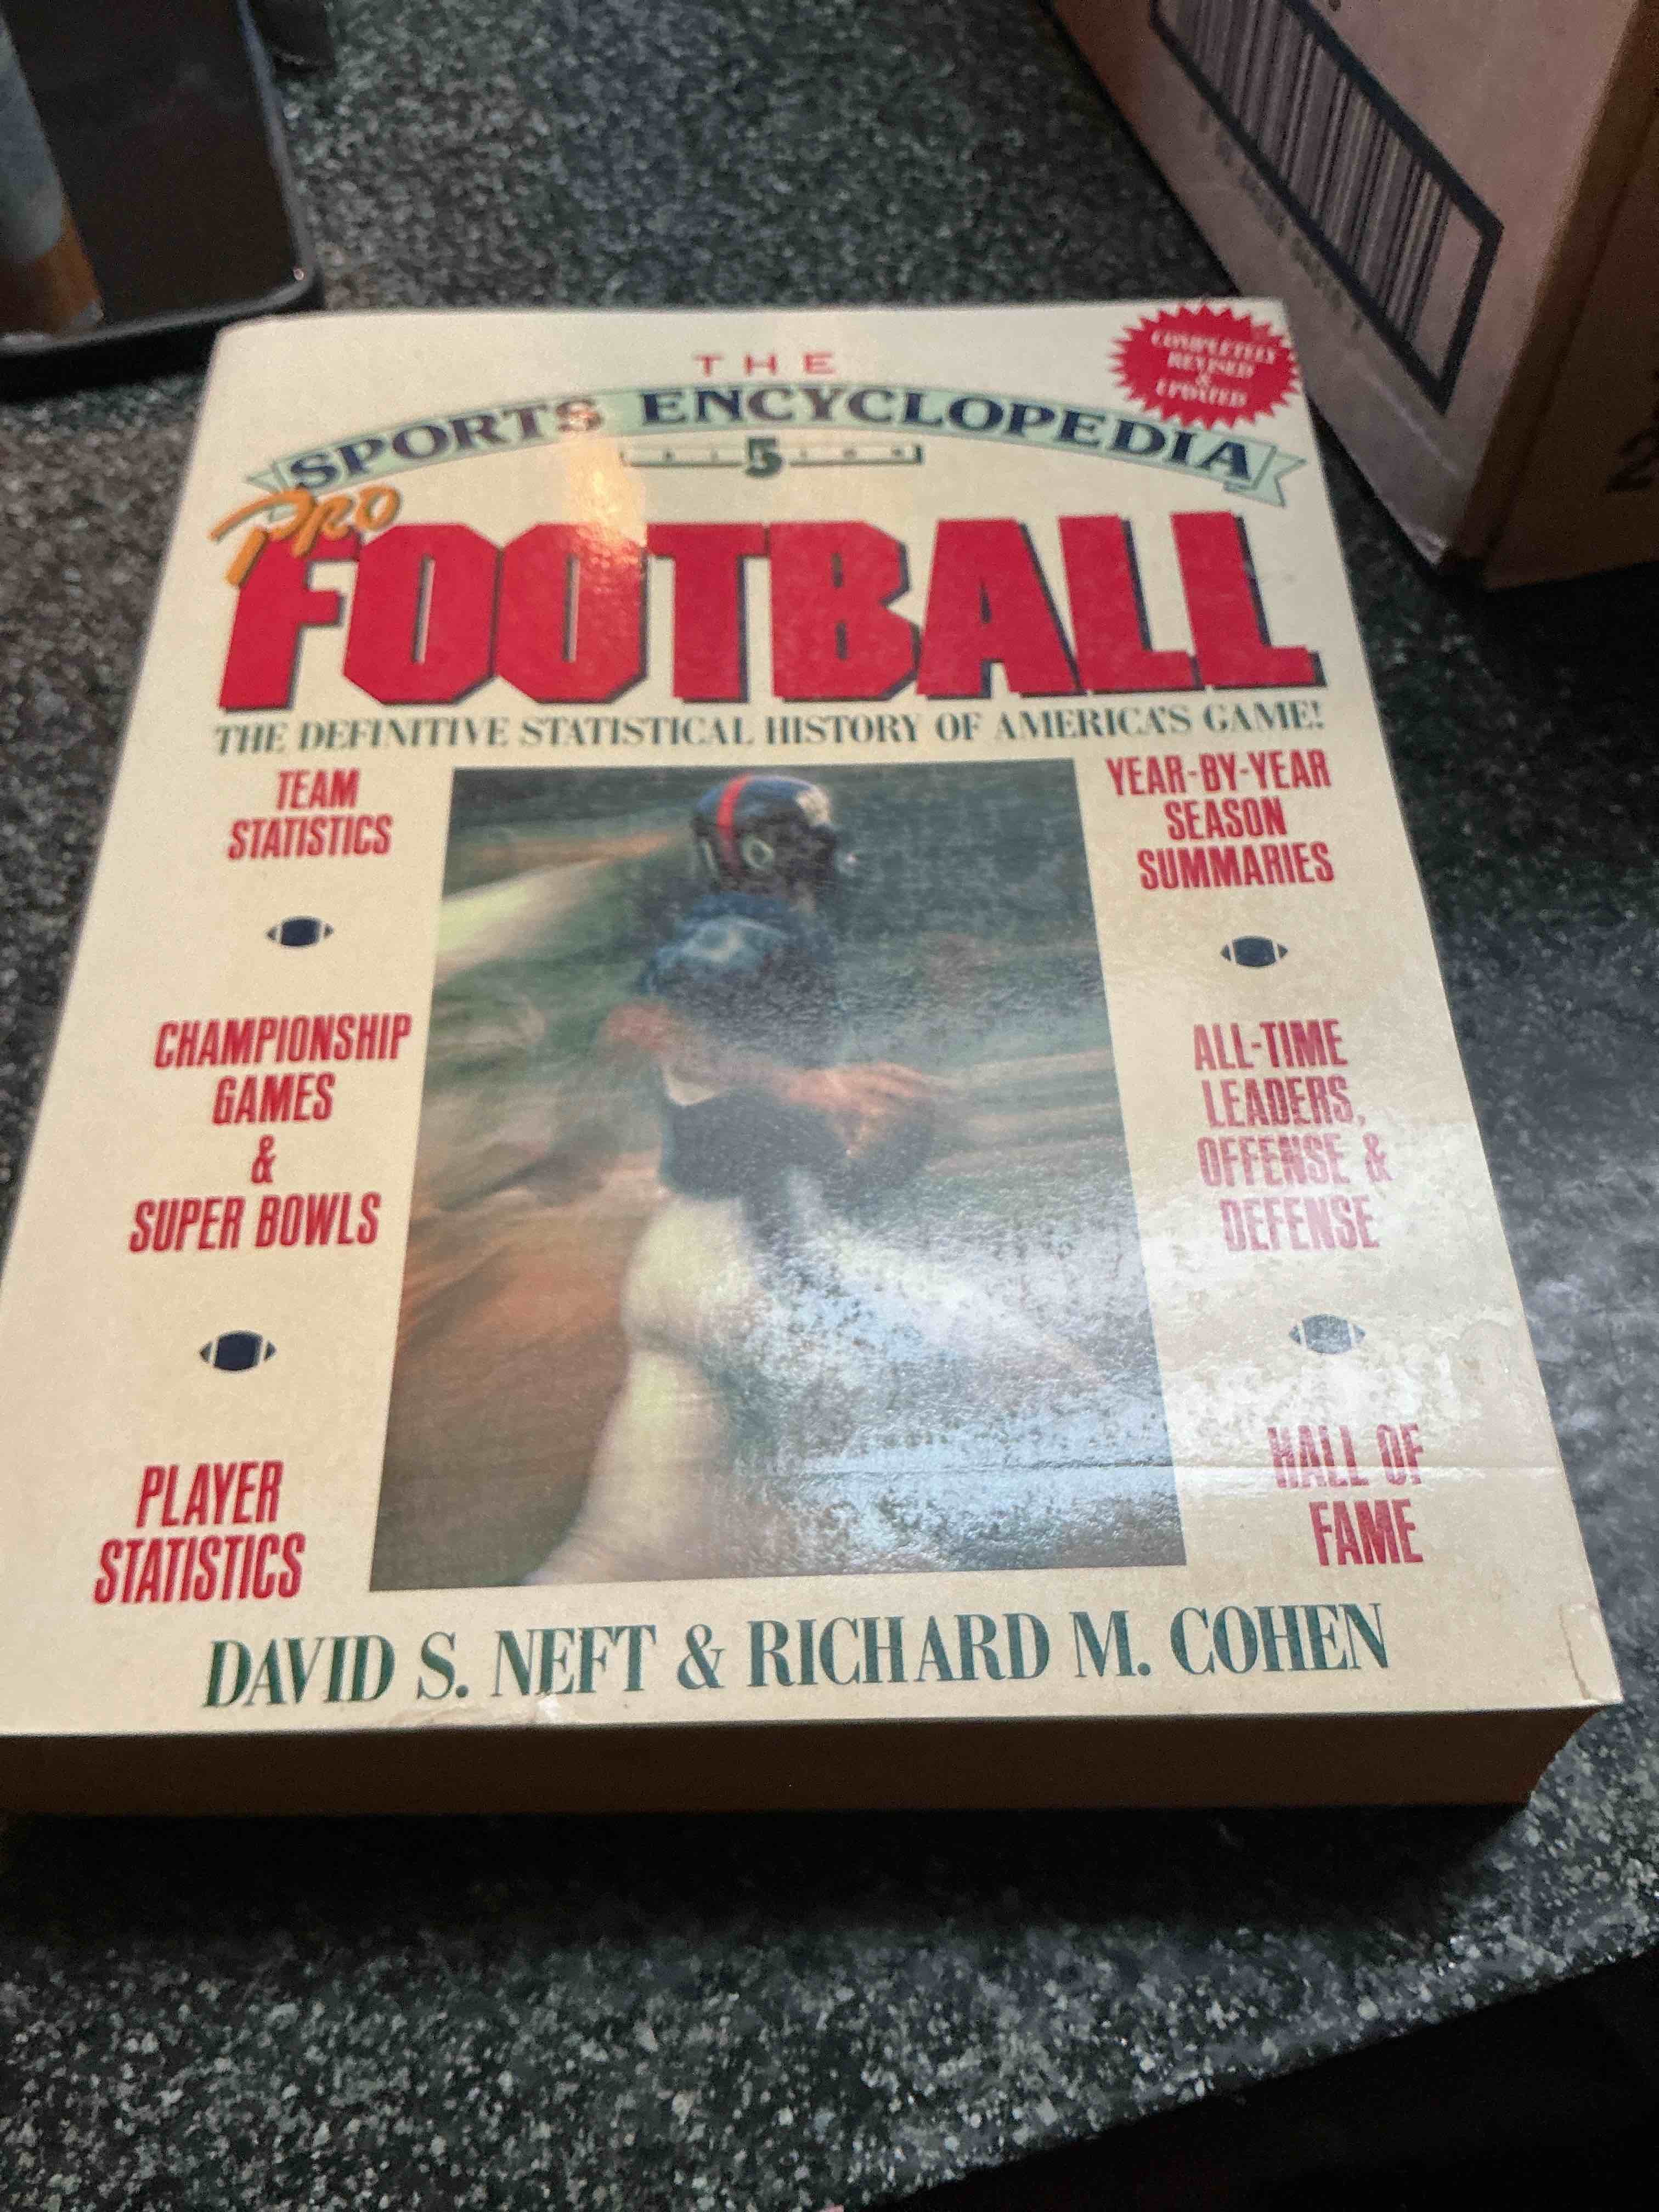 THE
SPORTS ENCYCLOPEDIA
COMPLETELY
REVISED
&
UPDATED
5
EDITION
PRO
FOOTBALL
THE DEFINITIVE STATISTICAL HISTORY OF AMERICA'S GAME!
TEAM
STATISTICS
CHAMPIONSHIP
GAMES
&
SUPER BOWLS
PLAYER
STATISTICS
YEAR-BY-YEAR
SEASON
SUMMARIES
ALL-TIME
LEADERS,
OFFENSE &
DEFENSE
HALL OF
FAME
DAVID S. NEFT & RICHARD M. COHEN
2